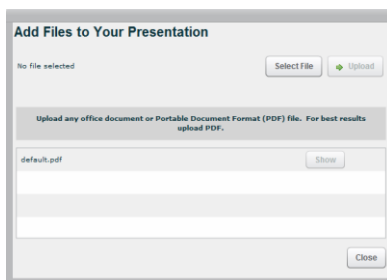 Add Files to Your Presentation
No file selected
Select File
Upload
Upload any office document or Portable Document Format (PDF) file. For best results
upload PDF.
default.pdf
Show
Close